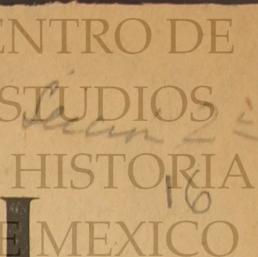 ENTRO DE
STUDIOS
16
HISTORIA
E MEXICO